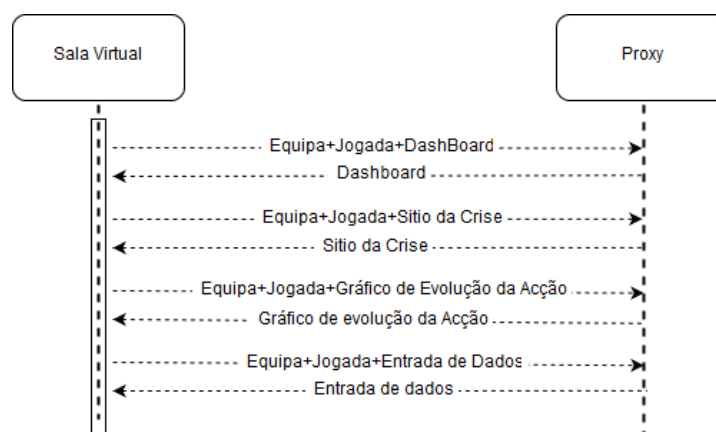 Sala Virtual
Proxy
Equipa+Jogada+DashBoard
Dashboard
Equipa+Jogada+Sitio da Crise
Sitio da Crise
Equipa+Jogada+Gráfico de Evolução da Acção
Gráfico de evolução da Acção
Equipa+Jogada+Entrada de Dados
Entrada de dados